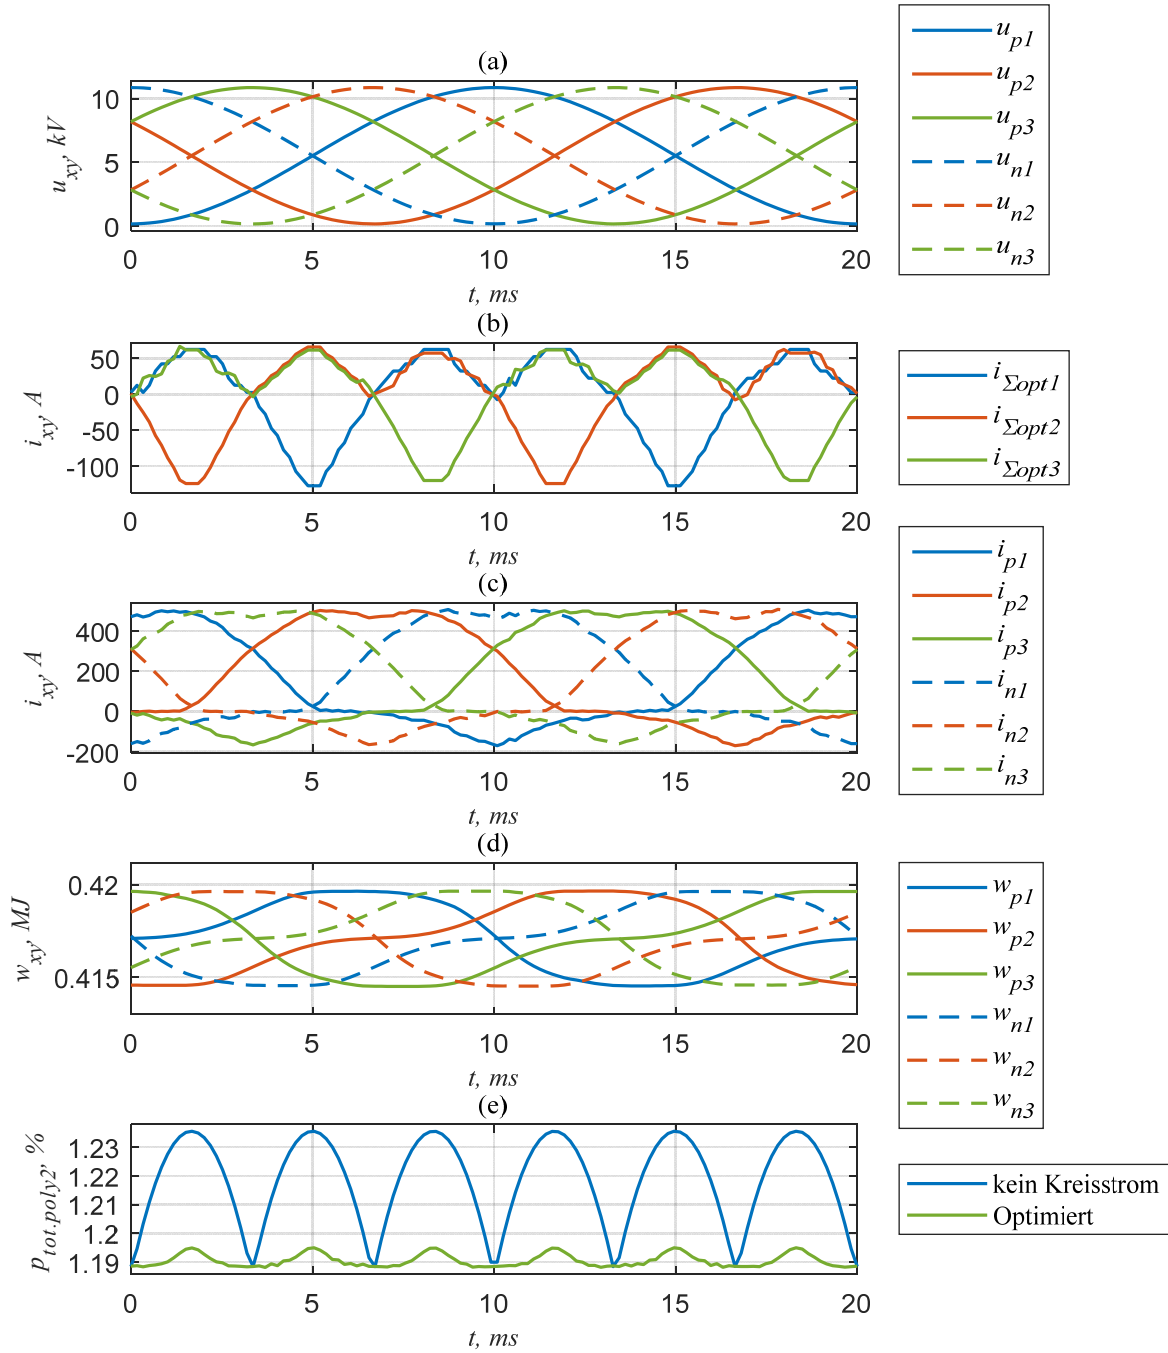 (a)
u_xy, kV
10
5
0
0 5 10 15 20
t, ms
u_p1
u_p2
u_p3
u_n1
u_n2
u_n3
(b)
i_xy, A
50
0
-50
-100
0 5 10 15 20
t, ms
i_Σopt1
i_Σopt2
i_Σopt3
(c)
i_xy, A
400
200
0
-200
0 5 10 15 20
t, ms
i_p1
i_p2
i_p3
i_n1
i_n2
i_n3
(d)
w_xy, MJ
0.42
0.415
0 5 10 15 20
t, ms
w_p1
w_p2
w_p3
w_n1
w_n2
w_n3
(e)
p_tot.poly2, %
1.23
1.22
1.21
1.2
1.19
0 5 10 15 20
t, ms
kein Kreisstrom
Optimiert